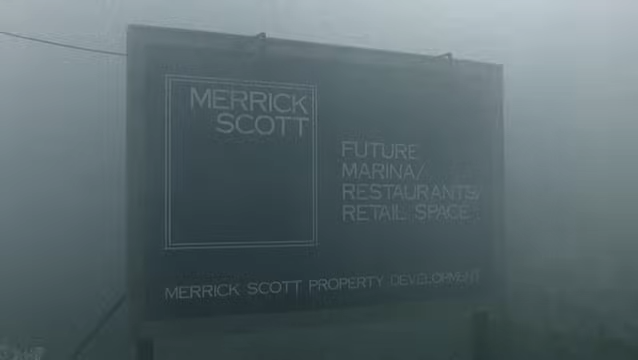 MERRICK
SCOTT
FUTURE
MARINA/
RESTAURANTS/
RETAIL SPACE
MERRICK SCOTT PROPERTY DEVELOPMENT